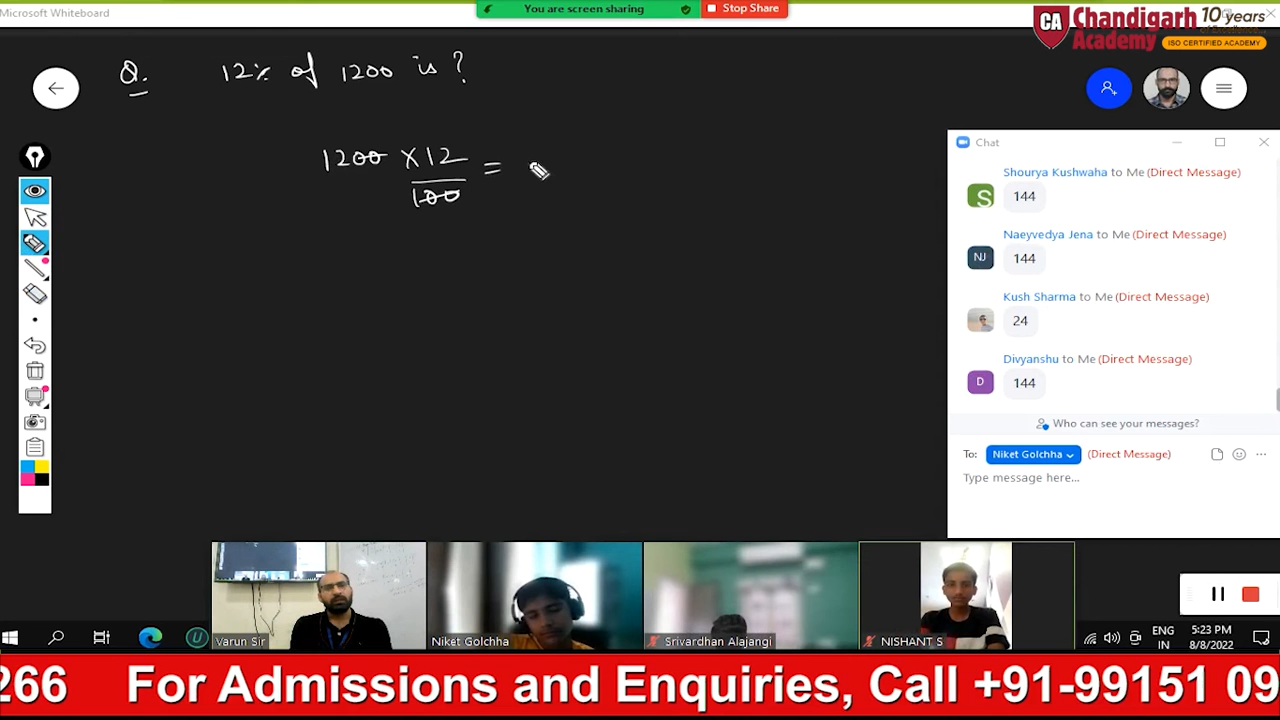 Microsoft Whiteboard
You are screen sharing
Stop Share
CA Chandigarh Academy
10 years
of Excellence...
ISO CERTIFIED ACADEMY
Q. 12% of 1200 is ?
1200 × 12
100
=
Chat
Shourya Kushwaha to Me (Direct Message)
S
144
Naeyvedya Jena to Me (Direct Message)
NJ
144
Kush Sharma to Me (Direct Message)
24
Divyanshu to Me (Direct Message)
D
144
Who can see your messages?
To: Niket Golchha (Direct Message)
Type message here...
Varun Sir
Niket Golchha
Srivardhan Alajangi
NISHANT S
ENG
IN
5:23 PM
8/8/2022
266 For Admissions and Enquiries, Call +91-99151 09